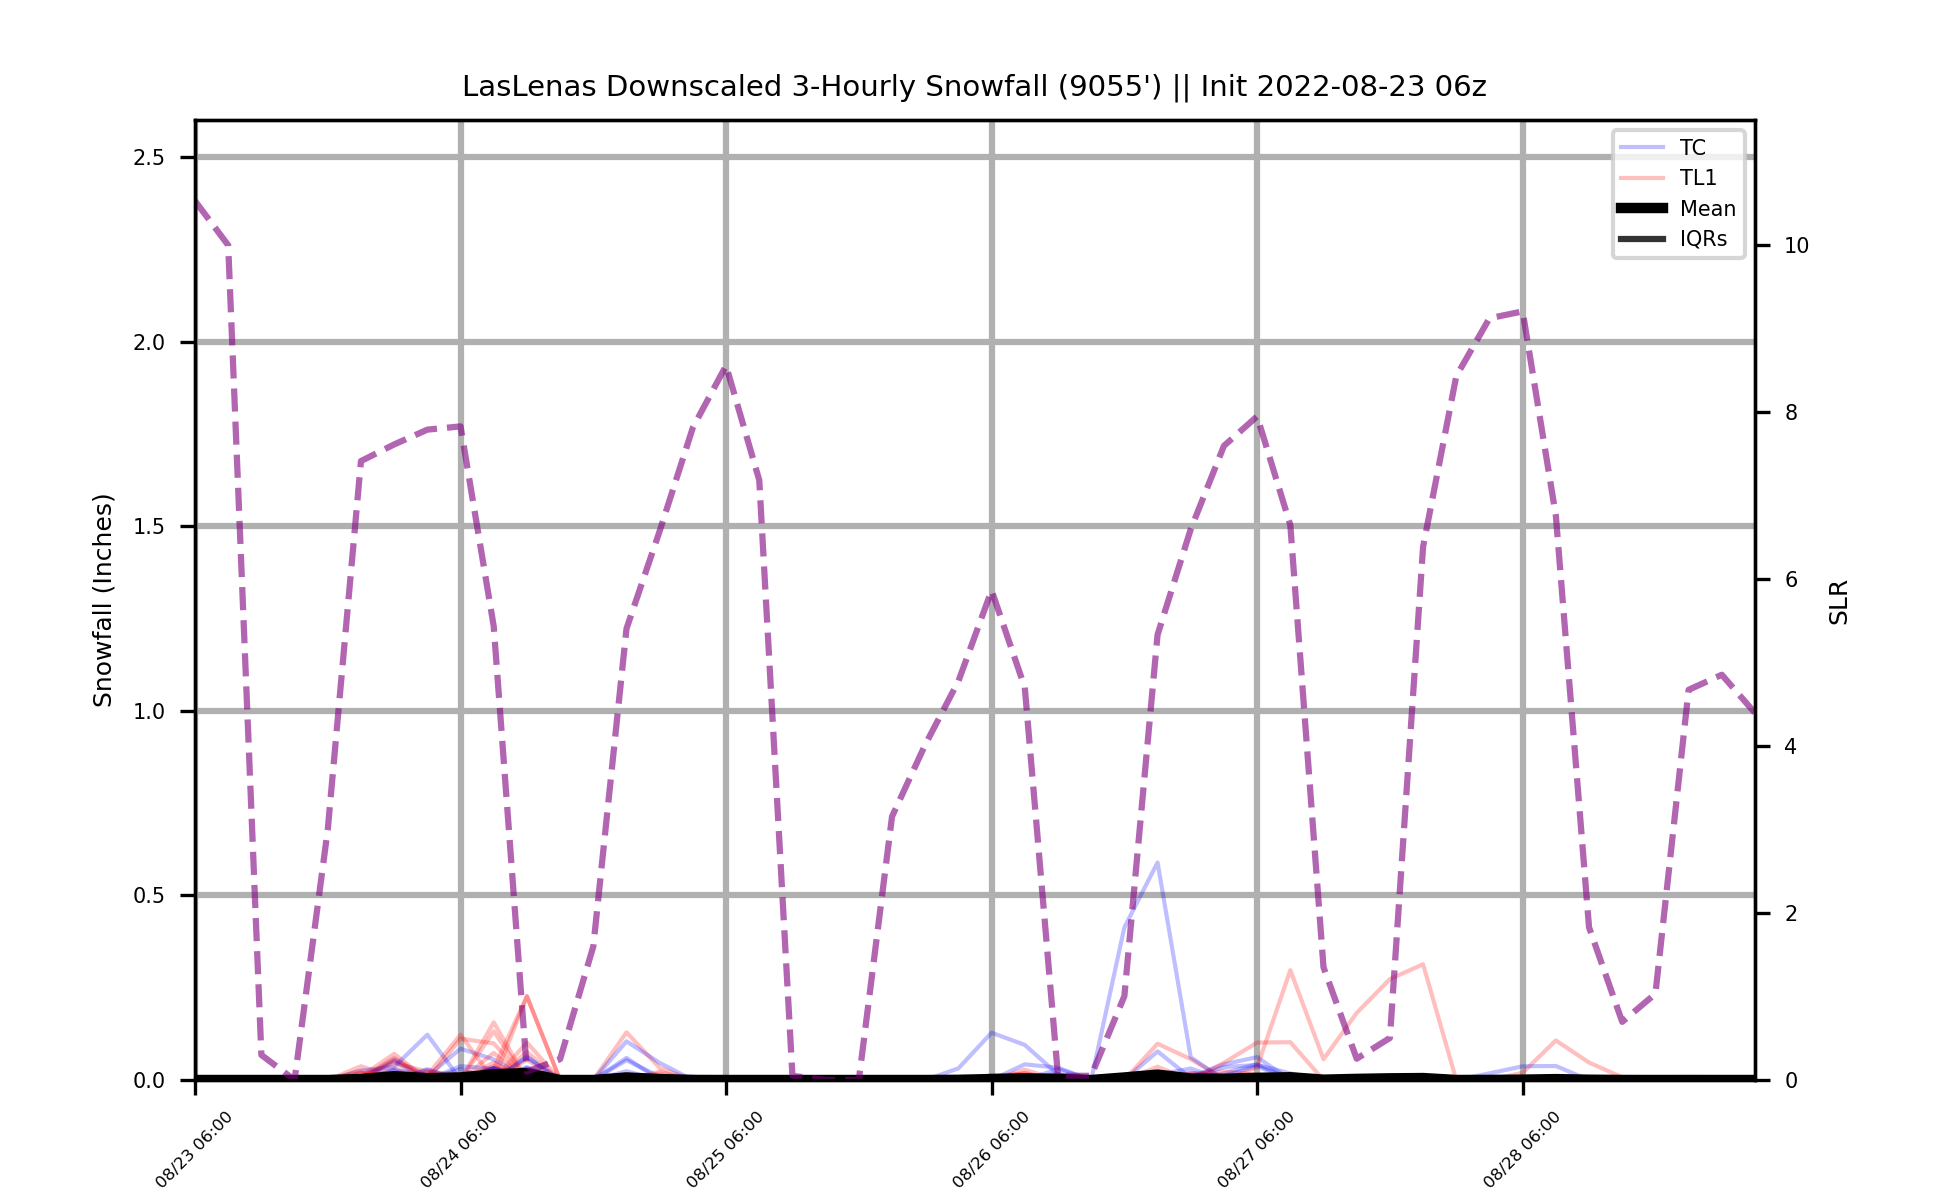 LasLenas Downscaled 3-Hourly Snowfall (9055') || Init 2022-08-23 06z
TC
TL1
Mean
IQRs
Snowfall (Inches)
2.5
2.0
1.5
1.0
0.5
0.0
10
8
6
4
2
0
SLR
08/23 06:00
08/24 06:00
08/25 06:00
08/26 06:00
08/27 06:00
08/28 06:00